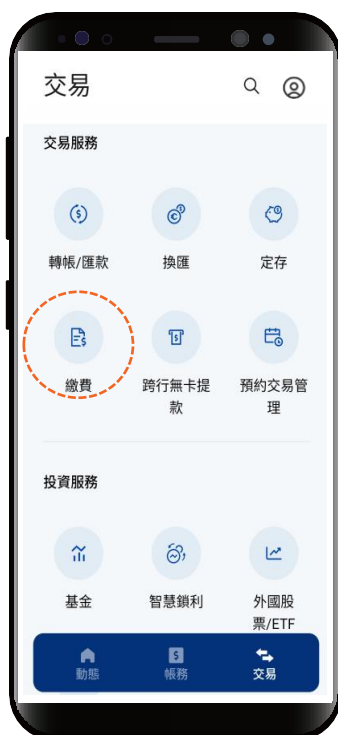 交易
交易服務
轉帳/匯款
換匯
定存
繳費
跨行無卡提
款
預約交易管
理
投資服務
基金
智慧鎖利
外國股
票/ETF
動態
帳務
交易